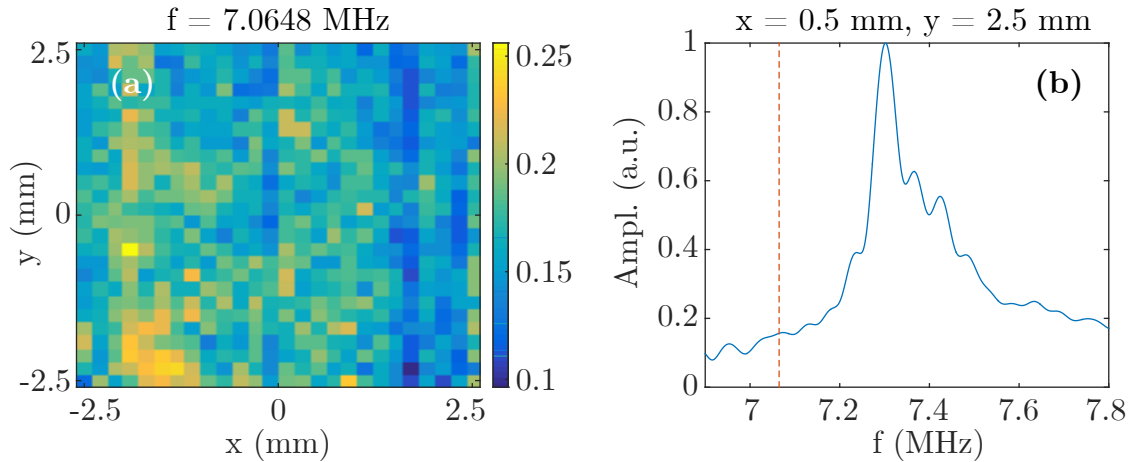 f = 7.0648 MHz
(a)
2.5
0
-2.5
y (mm)
-2.5
0
2.5
x (mm)
0.25
0.2
0.15
0.1
x = 0.5 mm, y = 2.5 mm
(b)
1
0.8
0.6
0.4
0.2
0
Ampl. (a.u.)
7
7.2
7.4
7.6
7.8
f (MHz)